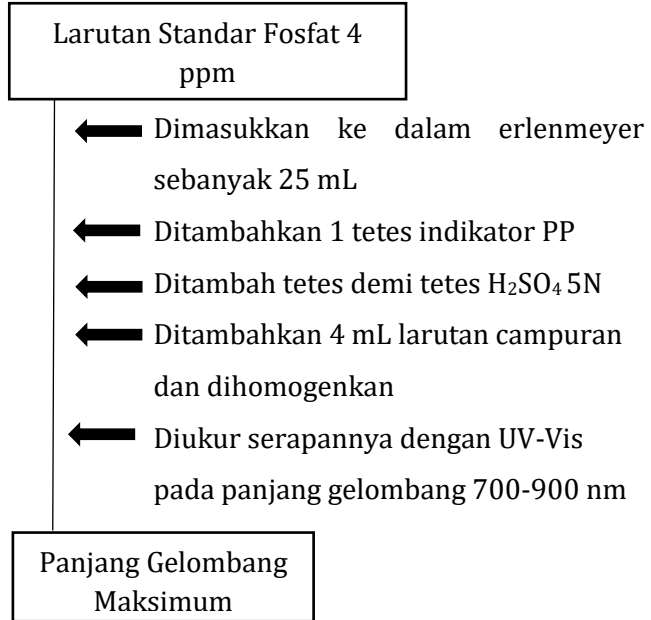 Larutan Standar Fosfat 4
ppm
Dimasukkan ke dalam erlenmeyer
sebanyak 25 mL
Ditambahkan 1 tetes indikator PP
Ditambah tetes demi tetes H₂SO₄ 5N
Ditambahkan 4 mL larutan campuran
dan dihomogenkan
Diukur serapannya dengan UV-Vis
pada panjang gelombang 700-900 nm
Panjang Gelombang
Maksimum